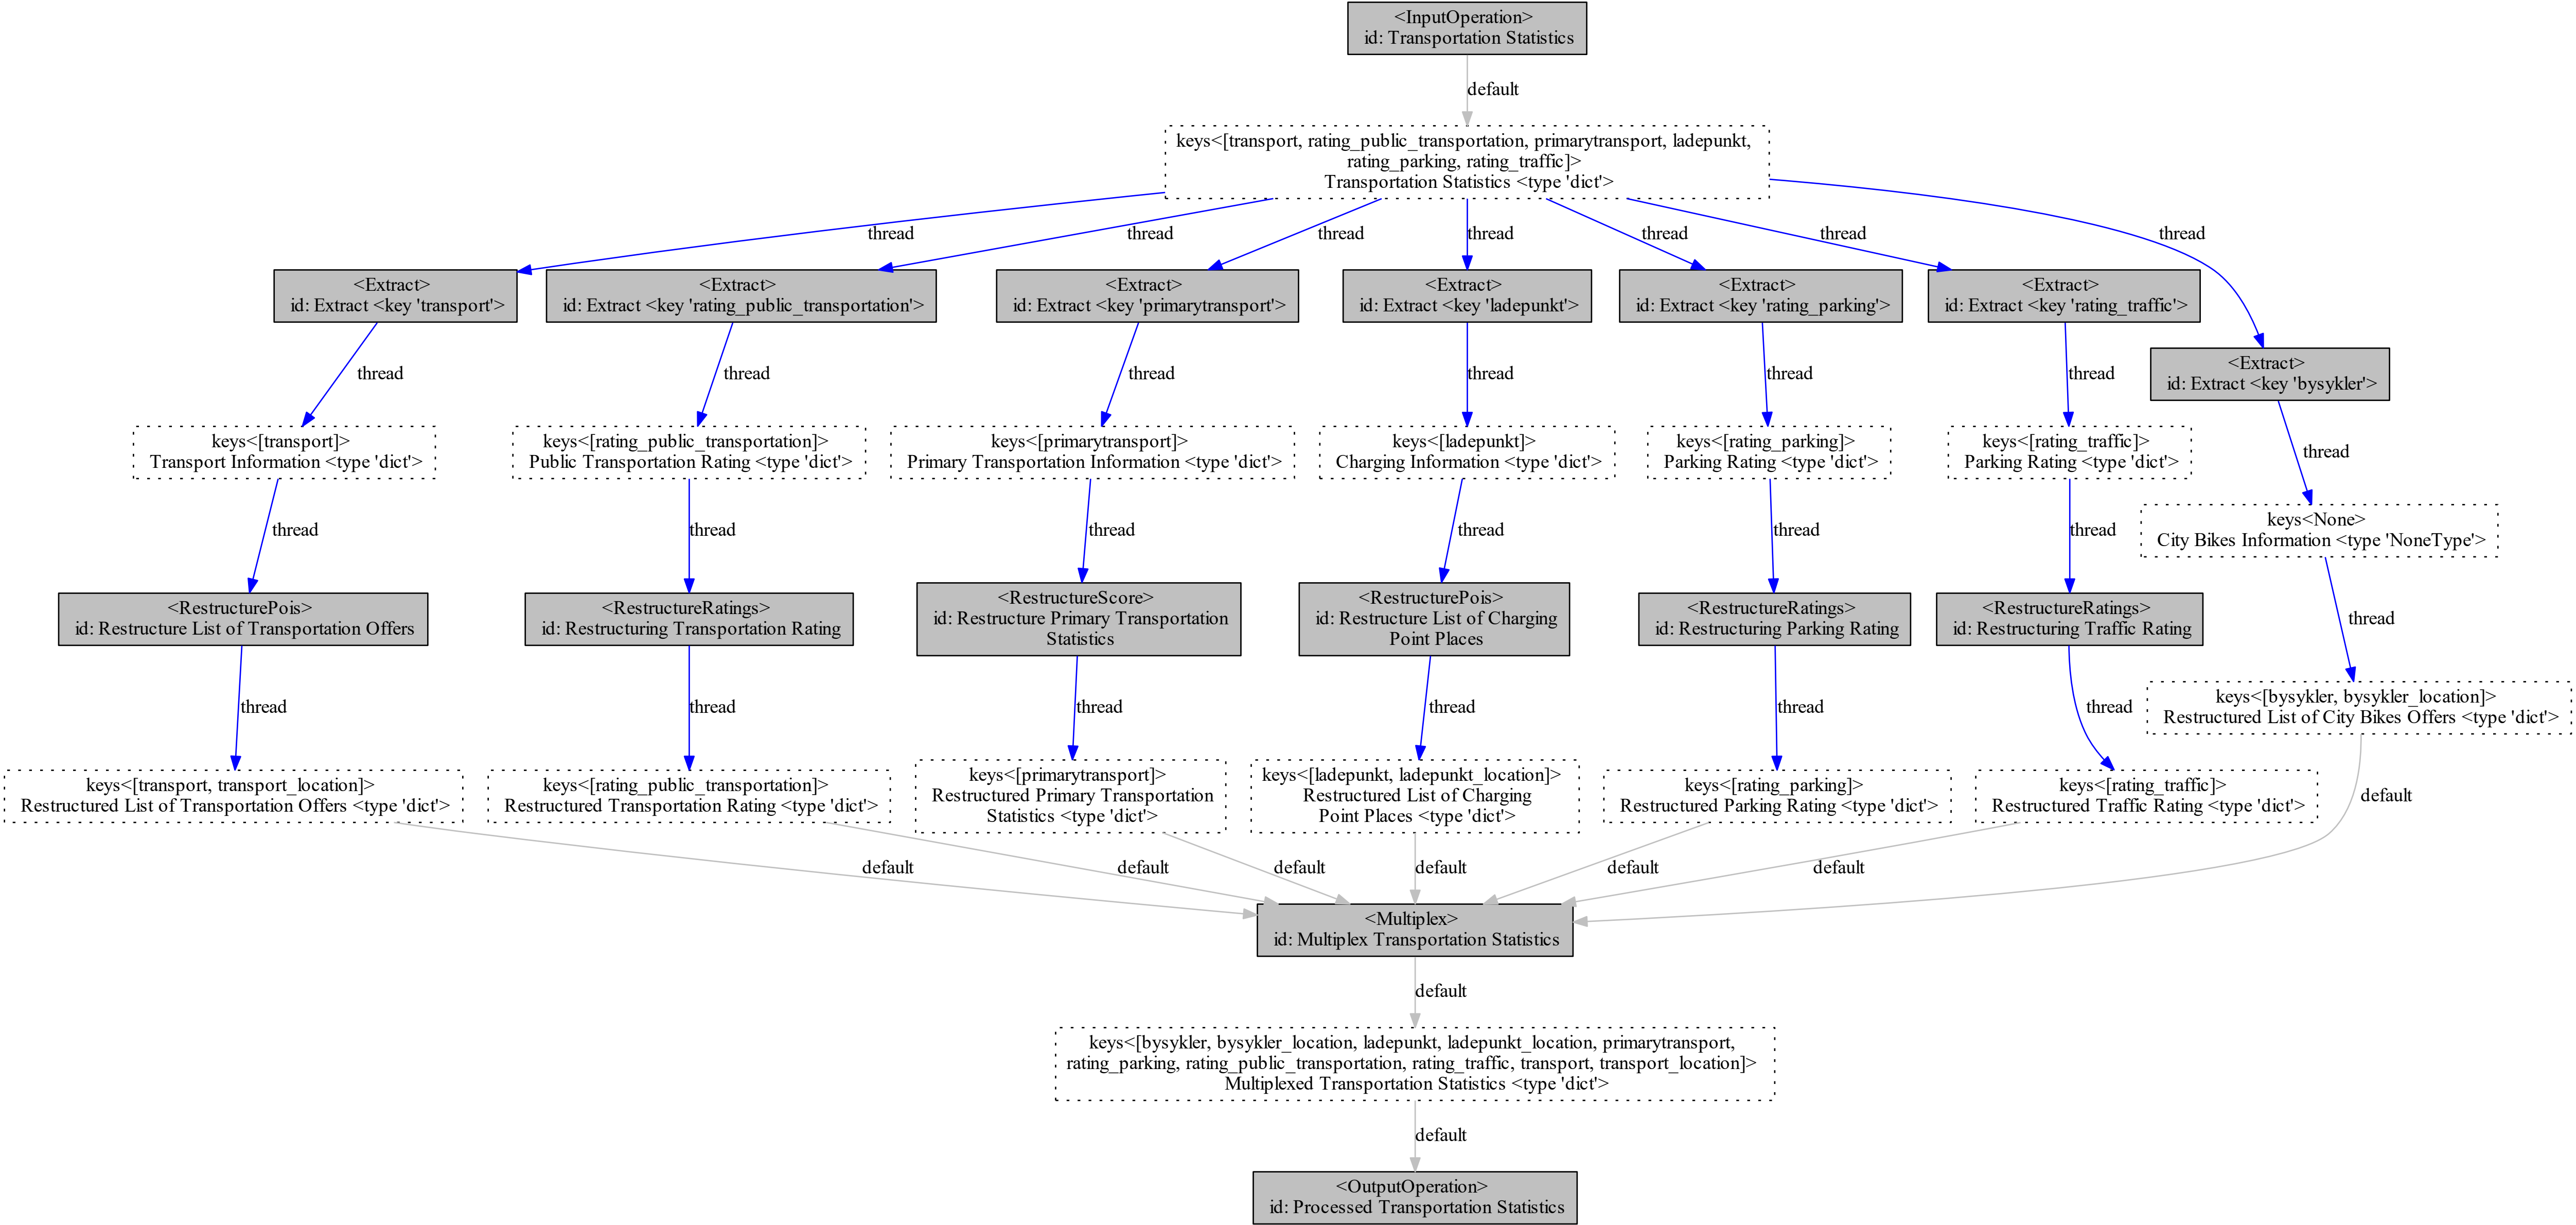 <InputOperation>
id: Transportation Statistics
default
keys<[transport, rating_public_transportation, primarytransport, ladepunkt,
rating_parking, rating_traffic]>
Transportation Statistics <type 'dict'>
thread
thread
thread
thread
thread
thread
thread
<Extract>
id: Extract <key 'transport'>
<Extract>
id: Extract <key 'rating_public_transportation'>
<Extract>
id: Extract <key 'primarytransport'>
<Extract>
id: Extract <key 'ladepunkt'>
<Extract>
id: Extract <key 'rating_parking'>
<Extract>
id: Extract <key 'rating_traffic'>
<Extract>
id: Extract <key 'bysykler'>
thread
thread
thread
thread
thread
thread
thread
keys<[transport]>
Transport Information <type 'dict'>
keys<[rating_public_transportation]>
Public Transportation Rating <type 'dict'>
keys<[primarytransport]>
Primary Transportation Information <type 'dict'>
keys<[ladepunkt]>
Charging Information <type 'dict'>
keys<[rating_parking]>
Parking Rating <type 'dict'>
keys<[rating_traffic]>
Parking Rating <type 'dict'>
keys<None>
City Bikes Information <type 'NoneType'>
thread
thread
thread
thread
thread
thread
thread
<RestructurePois>
id: Restructure List of Transportation Offers
<RestructureRatings>
id: Restructuring Transportation Rating
<RestructureScore>
id: Restructure Primary Transportation
Statistics
<RestructurePois>
id: Restructure List of Charging
Point Places
<RestructureRatings>
id: Restructuring Parking Rating
<RestructureRatings>
id: Restructuring Traffic Rating
thread
thread
thread
thread
thread
thread
keys<[bysykler, bysykler_location]>
Restructured List of City Bikes Offers <type 'dict'>
keys<[transport, transport_location]>
Restructured List of Transportation Offers <type 'dict'>
keys<[rating_public_transportation]>
Restructured Transportation Rating <type 'dict'>
keys<[primarytransport]>
Restructured Primary Transportation
Statistics <type 'dict'>
keys<[ladepunkt, ladepunkt_location]>
Restructured List of Charging
Point Places <type 'dict'>
keys<[rating_parking]>
Restructured Parking Rating <type 'dict'>
keys<[rating_traffic]>
Restructured Traffic Rating <type 'dict'>
default
default
default
default
default
default
default
<Multiplex>
id: Multiplex Transportation Statistics
default
keys<[bysykler, bysykler_location, ladepunkt, ladepunkt_location, primarytransport,
rating_parking, rating_public_transportation, rating_traffic, transport, transport_location]>
Multiplexed Transportation Statistics <type 'dict'>
default
<OutputOperation>
id: Processed Transportation Statistics